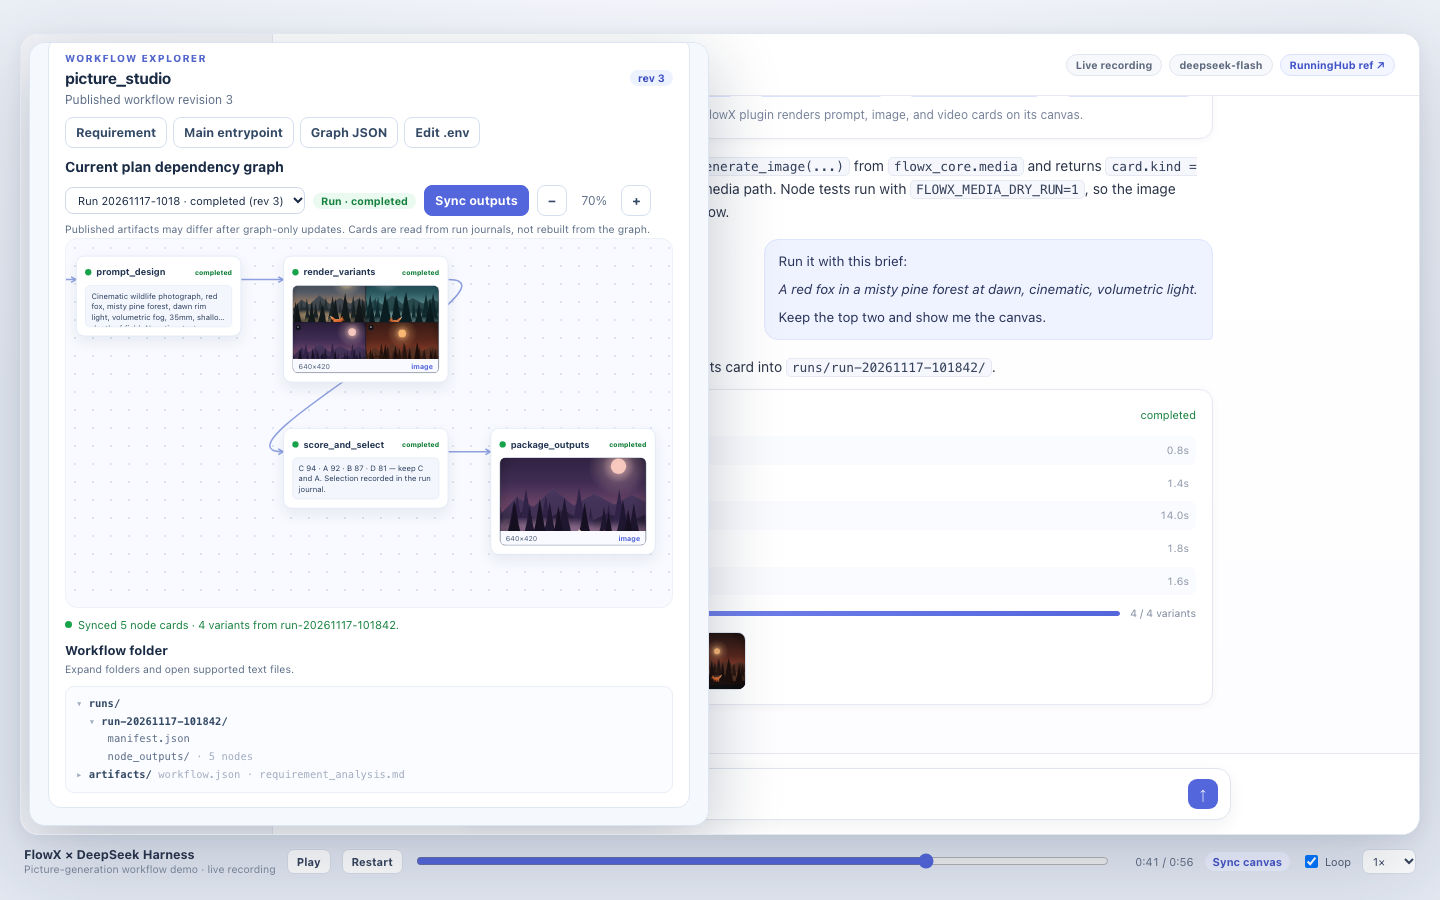 WORKFLOW EXPLORER
picture_studio
rev 3
Published workflow revision 3
Requirement
Main entrypoint
Graph JSON
Edit .env
Current plan dependency graph
Run 20261117-1018 · completed (rev 3)
Run · completed
Sync outputs
−
70%
+
Published artifacts may differ after graph-only updates. Cards are read from run journals, not rebuilt from the graph.
prompt_design
completed
Cinematic wildlife photograph, red
fox, misty pine forest, dawn rim
light, volumetric fog, 35mm, shallo…
render_variants
completed
640×420
image
score_and_select
completed
C 94 · A 92 · B 87 · D 81 — keep C
and A. Selection recorded in the run
journal.
package_outputs
completed
640×420
image
Synced 5 node cards · 4 variants from run-20261117-101842.
Workflow folder
Expand folders and open supported text files.
▾ runs/
▾ run-20261117-101842/
manifest.json
node_outputs/ · 5 nodes
▸ artifacts/ workflow.json · requirement_analysis.md
Live recording
deepseek-flash
RunningHub ref ↗
lowX plugin renders prompt, image, and video cards on its canvas.
enerate_image(...) from flowx_core.media and returns card.kind =
nedia path. Node tests run with FLOWX_MEDIA_DRY_RUN=1, so the image
ow.
Run it with this brief:
A red fox in a misty pine forest at dawn, cinematic, volumetric light.
Keep the top two and show me the canvas.
ts card into runs/run-20261117-101842/.
completed
0.8s
1.4s
14.0s
1.8s
1.6s
4 / 4 variants
↑
FlowX × DeepSeek Harness
Picture-generation workflow demo · live recording
Play
Restart
0:41 / 0:56
Sync canvas
Loop
1×